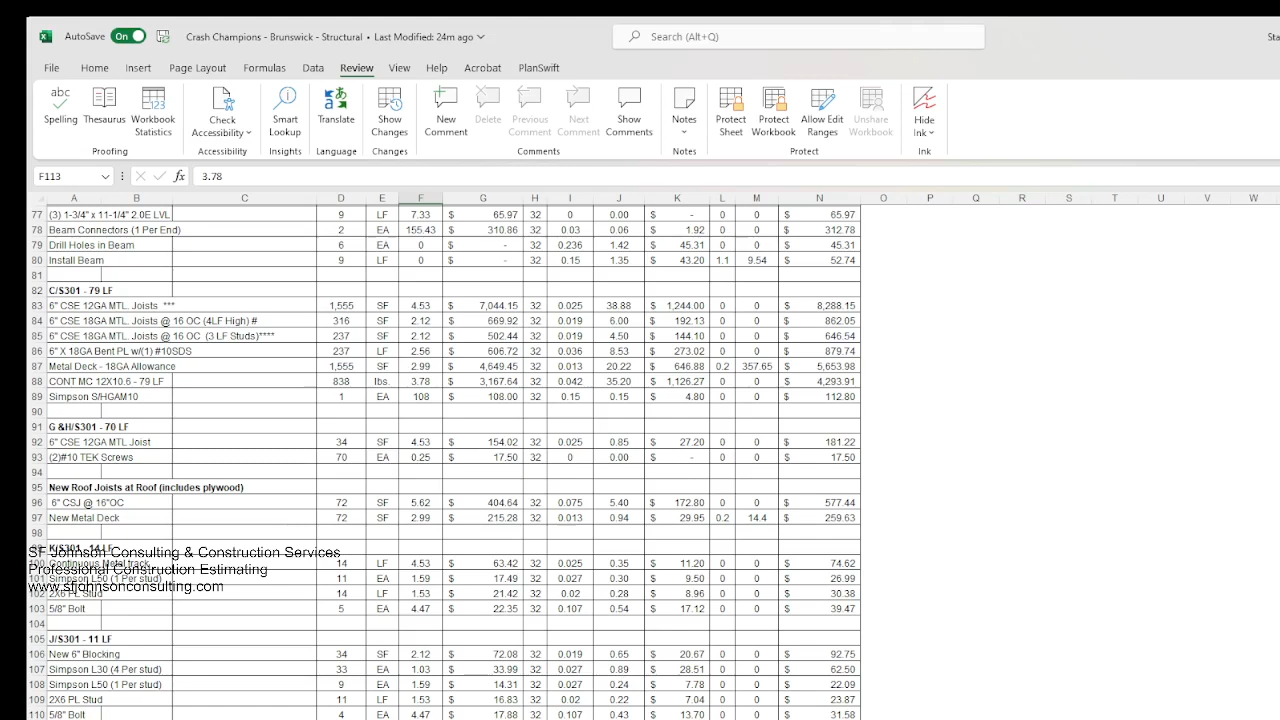 AutoSave On Crash Champions - Brunswick - Structural • Last Modified: 24m ago Search (Alt+Q) Sta
File Home Insert Page Layout Formulas Data Review View Help Acrobat PlanSwift
abc 123
Spelling Thesaurus Workbook Statistics Check Accessibility Smart Lookup Translate Show Changes New Comment Delete Previous Comment Next Comment Show Comments Notes Protect Sheet Protect Workbook Allow Edit Ranges Unshare Workbook Hide Ink
Proofing Accessibility Insights Language Changes Comments Notes Protect Ink
F113 fx 3.78
A B C D E F G H I J K L M N O P Q R S T U V W
77 (3) 1-3/4" x 11-1/4" 2.0E LVL 9 LF 7.33 $ 65.97 32 0 0.00 $ - 0 0 $ 65.97
78 Beam Connectors (1 Per End) 2 EA 155.43 $ 310.86 32 0.03 0.06 $ 1.92 0 0 $ 312.78
79 Drill Holes in Beam 6 EA 0 $ - 32 0.236 1.42 $ 45.31 0 0 $ 45.31
80 Install Beam 9 LF 0 $ - 32 0.15 1.35 $ 43.20 1.1 9.54 $ 52.74
81
82 C/S301 - 79 LF
83 6" CSE 12GA MTL. Joists *** 1,555 SF 4.53 $ 7,044.15 32 0.025 38.88 $ 1,244.00 0 0 $ 8,288.15
84 6" CSE 18GA MTL. Joists @ 16 OC (4LF High) # 316 SF 2.12 $ 669.92 32 0.019 6.00 $ 192.13 0 0 $ 862.05
85 6" CSE 18GA MTL. Joists @ 16 OC (3 LF Studs)**** 237 SF 2.12 $ 502.44 32 0.019 4.50 $ 144.10 0 0 $ 646.54
86 6" X 18GA Bent PL w/(1) #10SDS 237 LF 2.56 $ 606.72 32 0.036 8.53 $ 273.02 0 0 $ 879.74
87 Metal Deck - 18GA Allowance 1,555 SF 2.99 $ 4,649.45 32 0.013 20.22 $ 646.88 0.2 357.65 $ 5,653.98
88 CONT MC 12X10.6 - 79 LF 838 lbs. 3.78 $ 3,167.64 32 0.042 35.20 $ 1,126.27 0 0 $ 4,293.91
89 Simpson S/HGAM10 1 EA 108 $ 108.00 32 0.15 0.15 $ 4.80 0 0 $ 112.80
90
91 G &H/S301 - 70 LF
92 6" CSE 12GA MTL Joist 34 SF 4.53 $ 154.02 32 0.025 0.85 $ 27.20 0 0 $ 181.22
93 (2)#10 TEK Screws 70 EA 0.25 $ 17.50 32 0 0.00 $ - 0 0 $ 17.50
94
95 New Roof Joists at Roof (includes plywood)
96 6" CSJ @ 16"OC 72 SF 5.62 $ 404.64 32 0.075 5.40 $ 172.80 0 0 $ 577.44
97 New Metal Deck 72 SF 2.99 $ 215.28 32 0.013 0.94 $ 29.95 0.2 14.4 $ 259.63
98
99 K/S301 - 14 LF
SF Johnson Consulting & Construction Services
100 Continuous Metal track 14 LF 4.53 $ 63.42 32 0.025 0.35 $ 11.20 0 0 $ 74.62
Professional Construction Estimating
101 Simpson L50 (1 Per stud) 11 EA 1.59 $ 17.49 32 0.027 0.30 $ 9.50 0 0 $ 26.99
www.sfjohnsonconsulting.com
102 2X6 PL Stud 14 LF 1.53 $ 21.42 32 0.02 0.28 $ 8.96 0 0 $ 30.38
103 5/8" Bolt 5 EA 4.47 $ 22.35 32 0.107 0.54 $ 17.12 0 0 $ 39.47
104
105 J/S301 - 11 LF
106 New 6" Blocking 34 SF 2.12 $ 72.08 32 0.019 0.65 $ 20.67 0 0 $ 92.75
107 Simpson L30 (4 Per stud) 33 EA 1.03 $ 33.99 32 0.027 0.89 $ 28.51 0 0 $ 62.50
108 Simpson L50 (1 Per stud) 9 EA 1.59 $ 14.31 32 0.027 0.24 $ 7.78 0 0 $ 22.09
109 2X6 PL Stud 11 LF 1.53 $ 16.83 32 0.02 0.22 $ 7.04 0 0 $ 23.87
110 5/8" Bolt 4 EA 4.47 $ 17.88 32 0.107 0.43 $ 13.70 0 0 $ 31.58